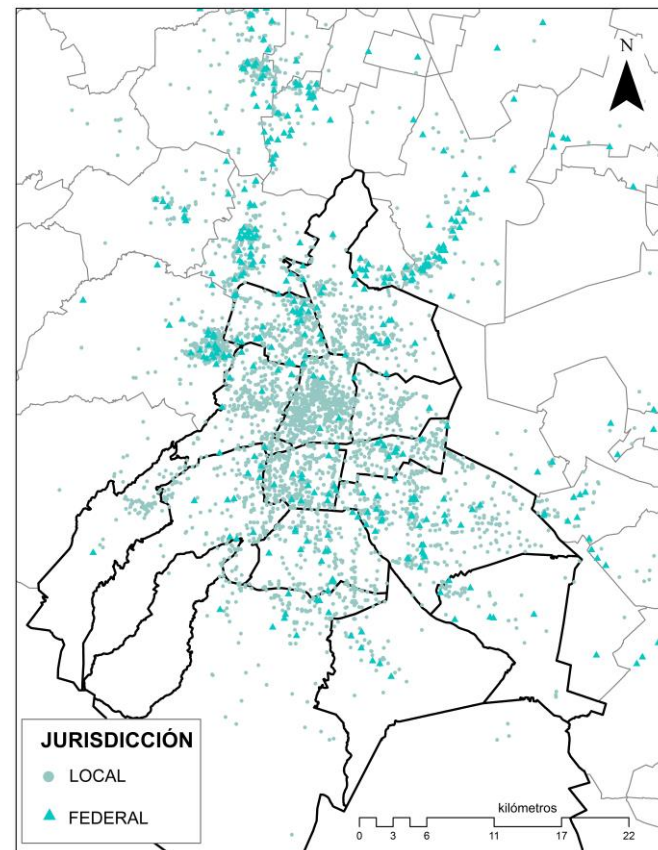 N
JURISDICCIÓN
LOCAL
FEDERAL
kilómetros
0 3 6 11 17 22